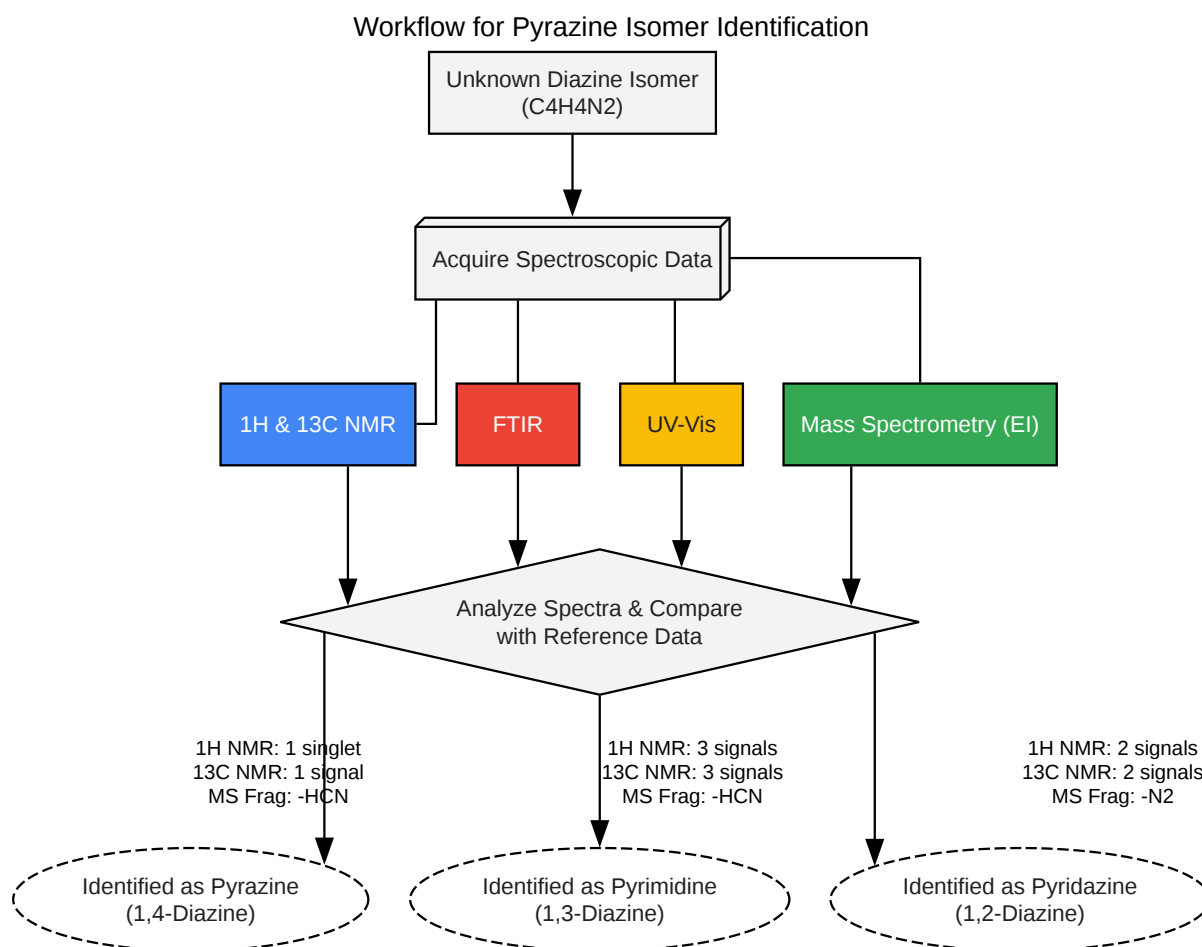 Workflow for Pyrazine Isomer Identification
Unknown Diazine Isomer
(C4H4N2)
Acquire Spectroscopic Data
1H & 13C NMR
FTIR
UV-Vis
Mass Spectrometry (EI)
Analyze Spectra & Compare
with Reference Data
1H NMR: 1 singlet
13C NMR: 1 signal
MS Frag: -HCN
1H NMR: 3 signals
13C NMR: 3 signals
MS Frag: -HCN
1H NMR: 2 signals
13C NMR: 2 signals
MS Frag: -N2
Identified as Pyrazine
(1,4-Diazine)
Identified as Pyrimidine
(1,3-Diazine)
Identified as Pyridazine
(1,2-Diazine)